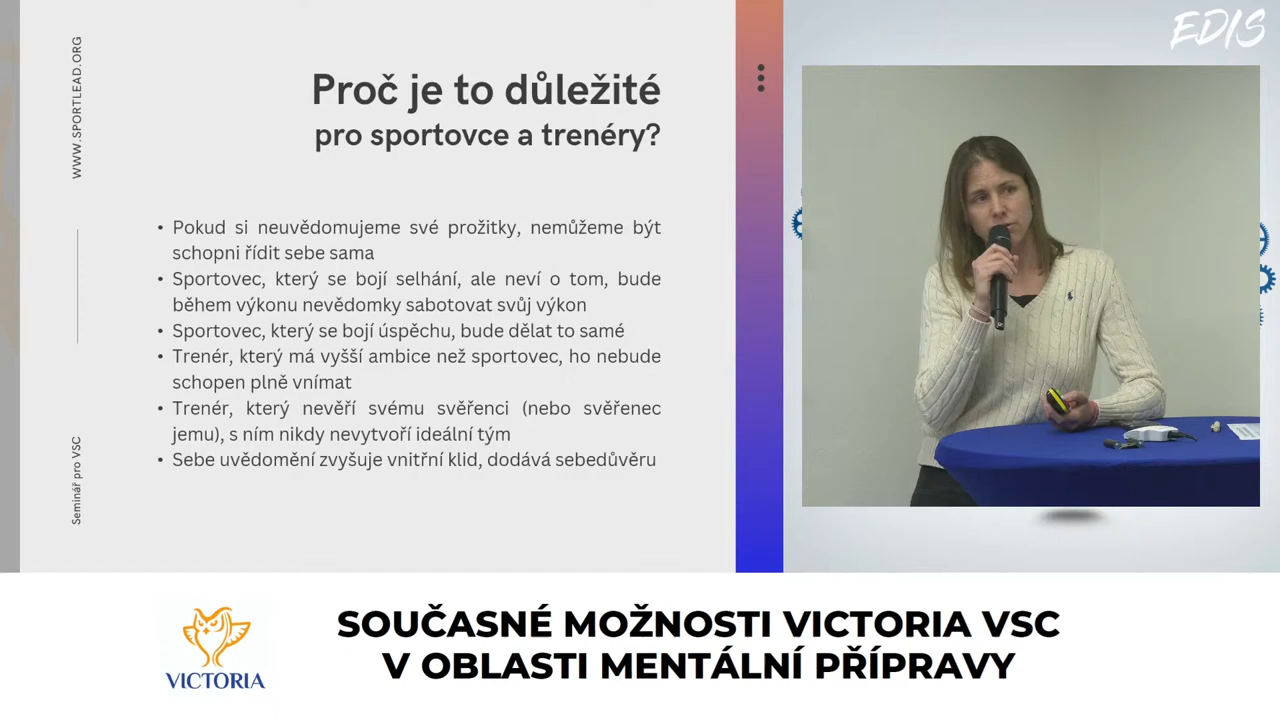 WWW.SPORTLEAD.ORG
Seminář pro VSC
Proč je to důležité
pro sportovce a trenéry?
• Pokud si neuvědomujeme své prožitky, nemůžeme být
schopni řídit sebe sama
• Sportovec, který se bojí selhání, ale neví o tom, bude
během výkonu nevědomky sabotovat svůj výkon
• Sportovec, který se bojí úspěchu, bude dělat to samé
• Trenér, který má vyšší ambice než sportovec, ho nebude
schopen plně vnímat
• Trenér, který nevěří svému svěřenci (nebo svěřenec
jemu), s ním nikdy nevytvoří ideální tým
• Sebe uvědomění zvyšuje vnitřní klid, dodává sebedůvěru
EDIS
VICTORIA
SOUČASNÉ MOŽNOSTI VICTORIA VSC
V OBLASTI MENTÁLNÍ PŘÍPRAVY